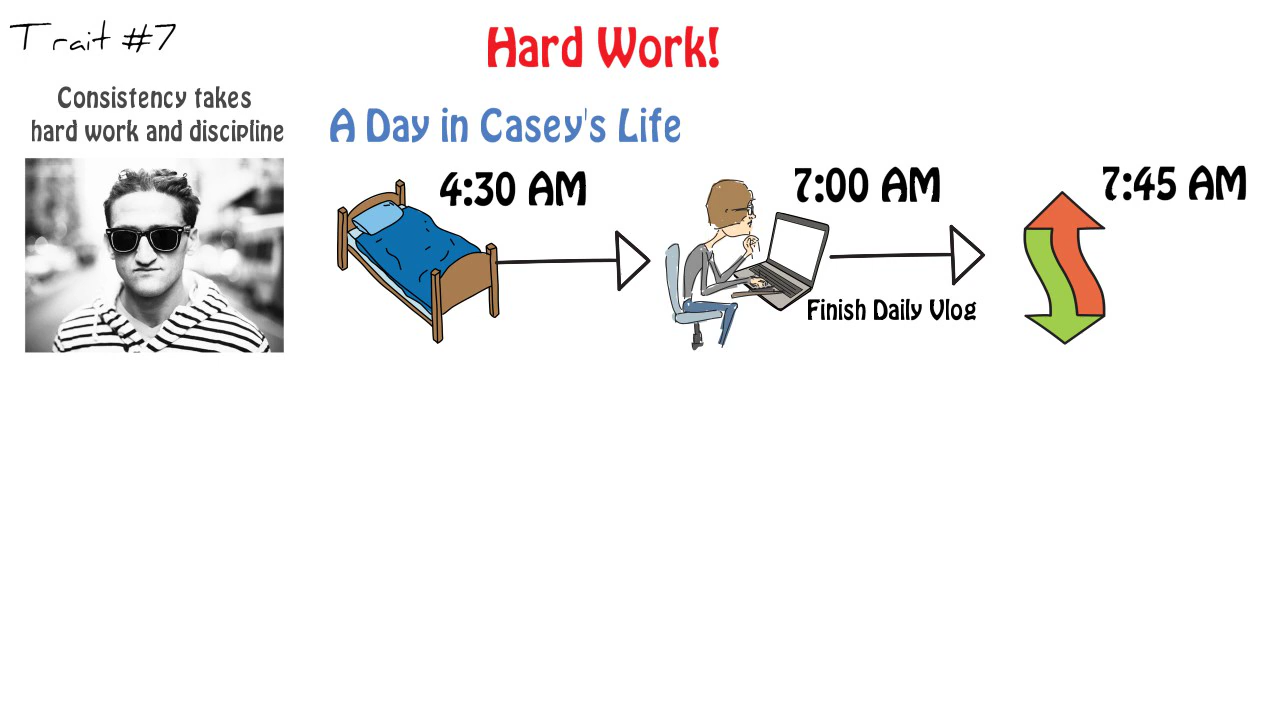 Trait #7
Hard Work!
Consistency takes
hard work and discipline
A Day in Casey's Life
4:30 AM
7:00 AM
7:45 AM
Finish Daily Vlog